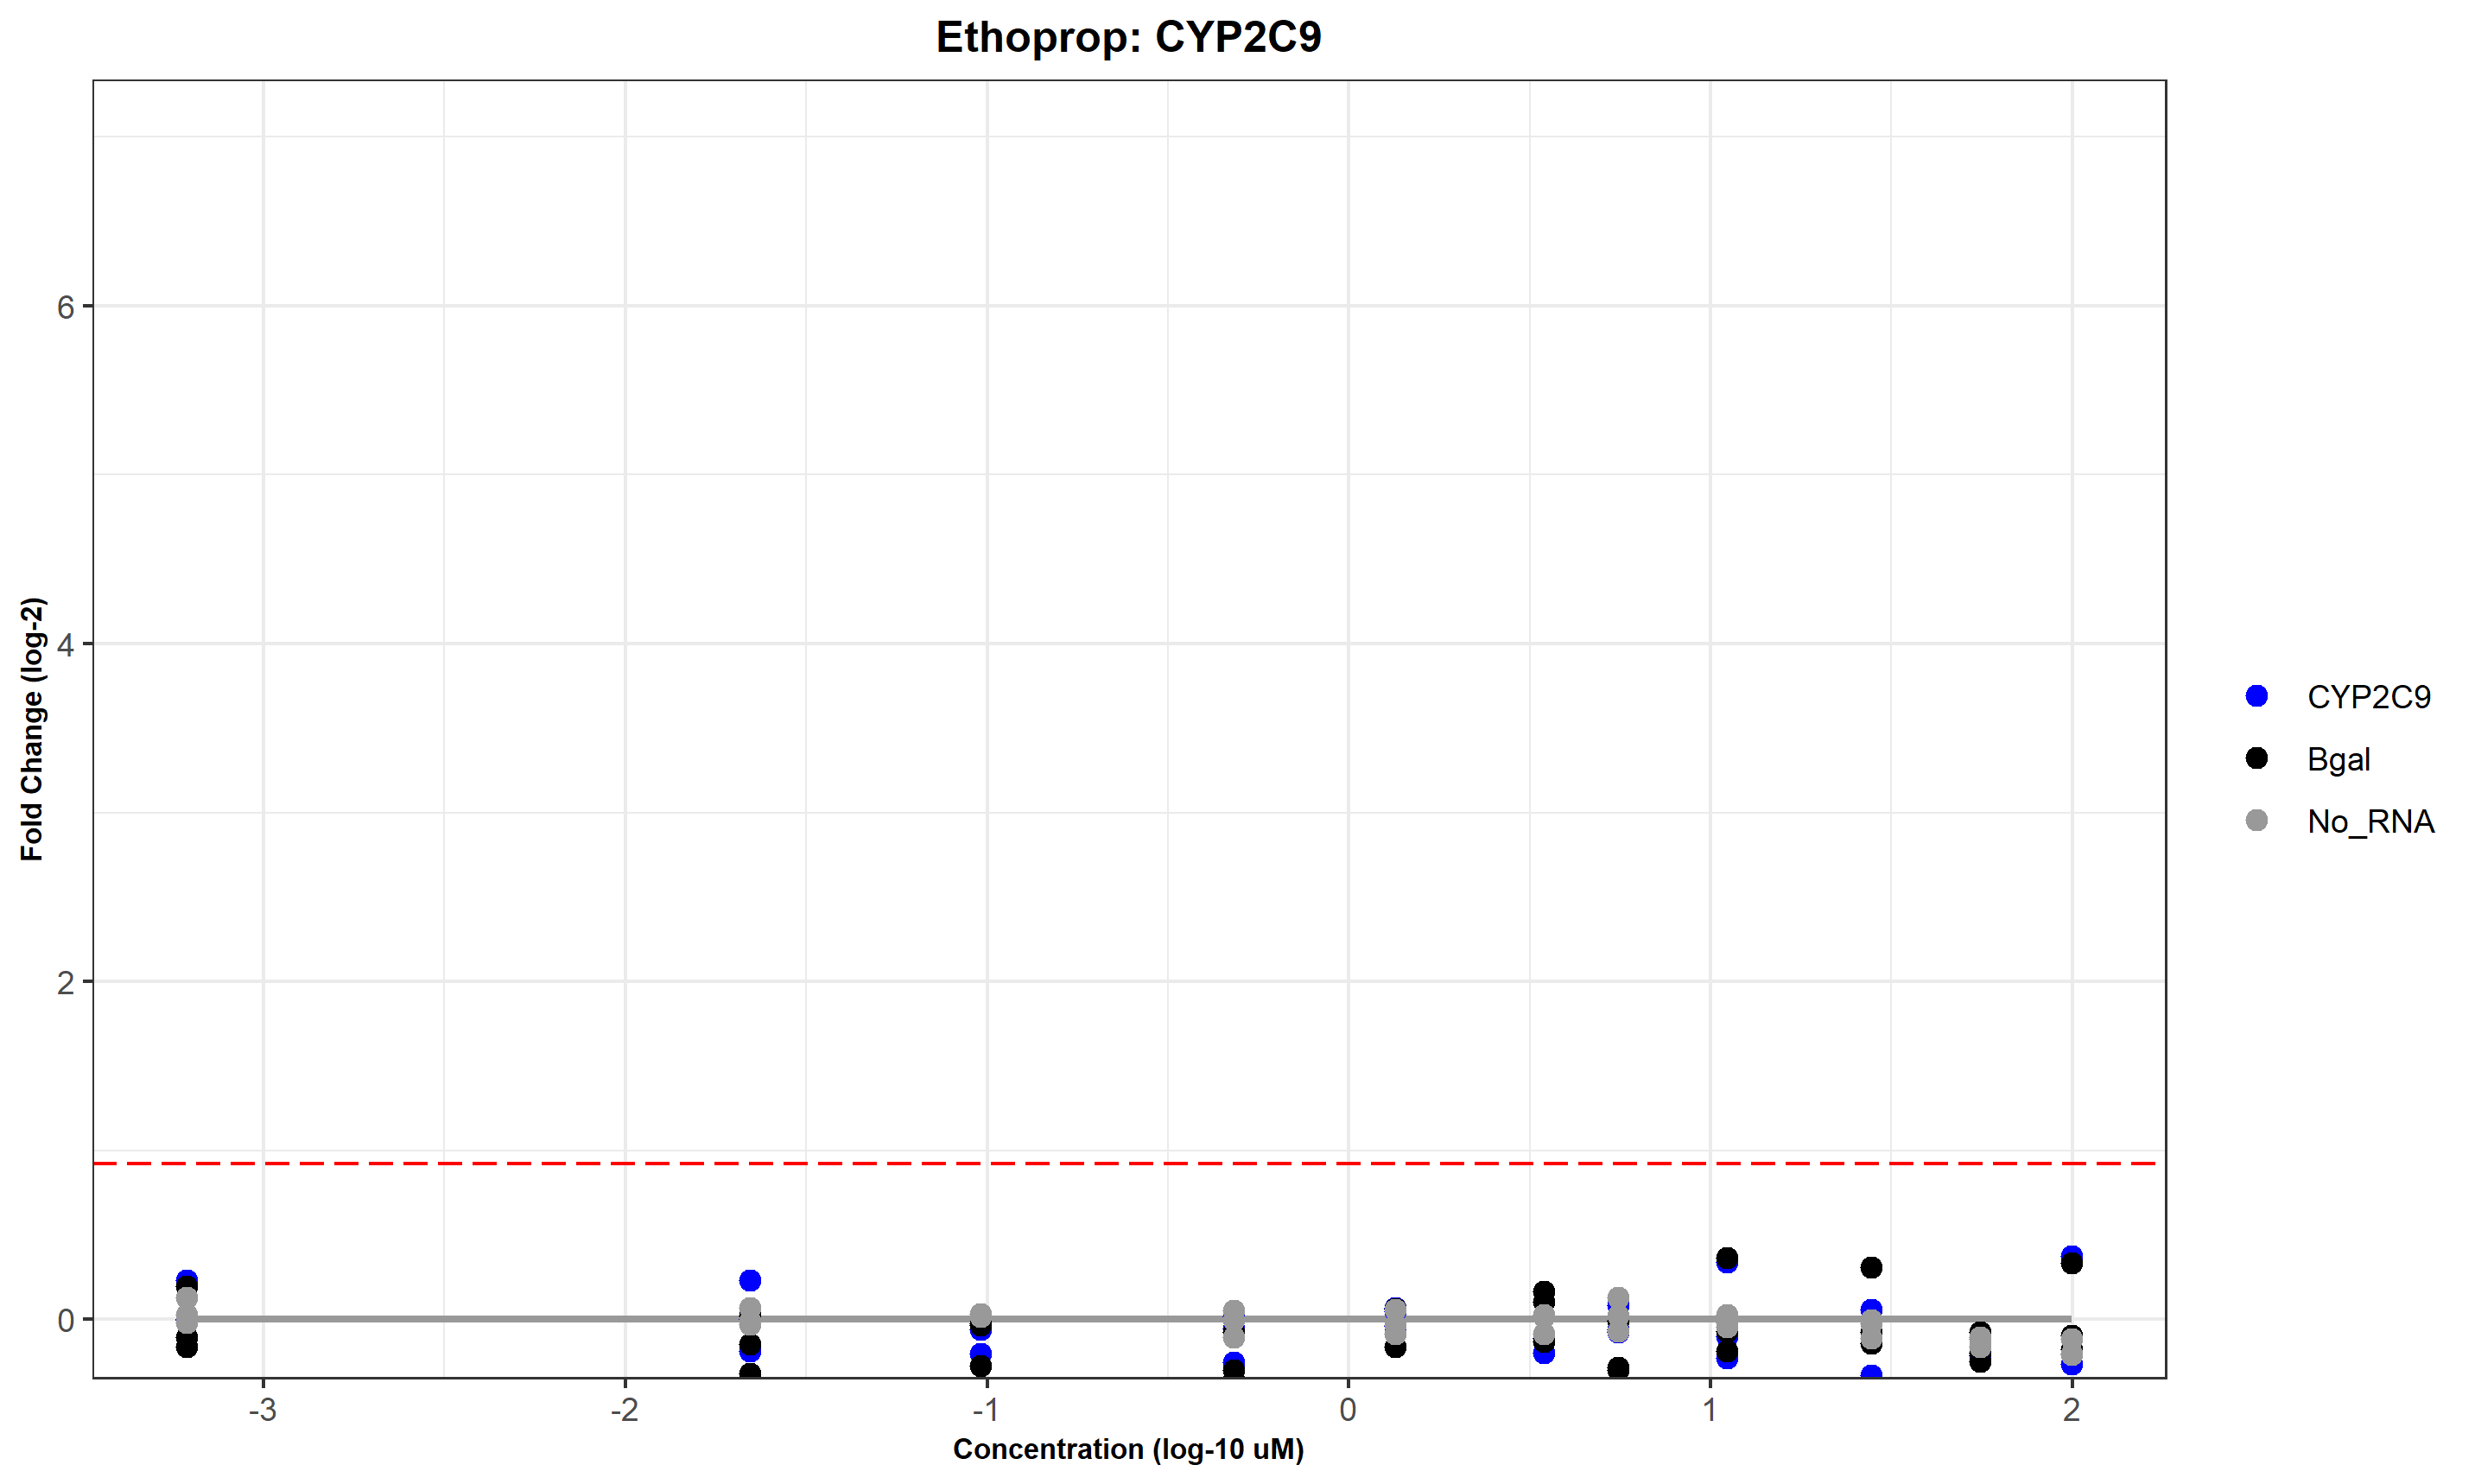 Ethoprop: CYP2C9
Fold Change (log-2)
6
4
2
0
-3
-2
-1
0
1
2
Concentration (log-10 uM)
CYP2C9
Bgal
No_RNA